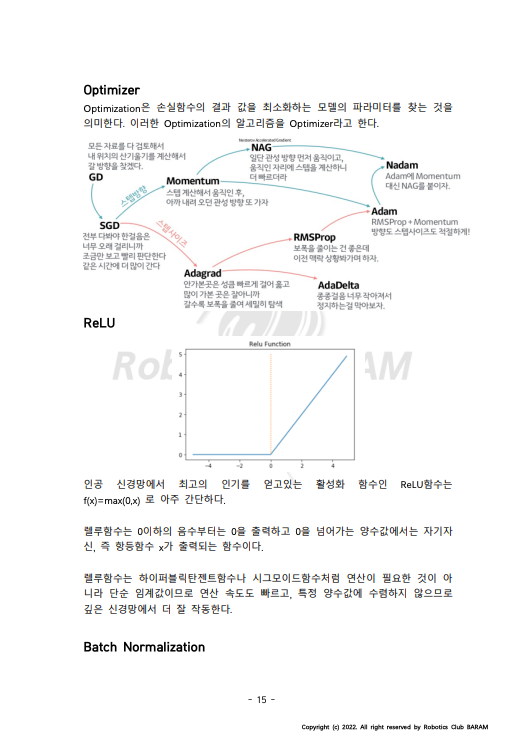 Optimizer
Optimization은 손실함수의 결과 값을 최소화하는 모델의 파라미터를 찾는 것을
의미한다. 이러한 Optimization의 알고리즘을 Optimizer라고 한다.
모든 자료를 다 검토해서
내 위치의 산기울기를 계산해서
갈 방향을 찾겠다.
GD
스텝방향
Nesterov Accelerated Gradient
NAG
일단 관성 방향 먼저 움직이고,
움직인 자리에 스텝을 계산하니
더 빠르더라
Momentum
스텝 계산해서 움직인 후,
아까 내려 오던 관성 방향 또 가자
Nadam
Adam에 Momentum
대신 NAG를 붙이자.
Adam
RMSProp + Momentum
방향도 스텝사이즈도 적절하게!
SGD
전부 다봐야 한걸음은
너무 오래 걸리니까
조금만 보고 빨리 판단한다
같은 시간에 더 많이 간다
스텝사이즈
RMSProp
보폭을 줄이는 건 좋은데
이전 맥락 상황봐가며 하자.
Adagrad
안가본곳은 성큼 빠르게 걸어 훑고
많이 가본 곳은 잘아니까
갈수록 보폭을 줄여 세밀히 탐색
AdaDelta
종종걸음 너무 작아져서
정지하는걸 막아보자.
ReLU
Relu Function
5
4
3
2
1
0
-4 -2 0 2 4
인공 신경망에서 최고의 인기를 얻고있는 활성화 함수인 ReLU함수는
f(x)=max(0,x) 로 아주 간단하다.
렐루함수는 0이하의 음수부터는 0을 출력하고 0을 넘어가는 양수값에서는 자기자
신, 즉 항등함수 x가 출력되는 함수이다.
렐루함수는 하이퍼볼릭탄젠트함수나 시그모이드함수처럼 연산이 필요한 것이 아
니라 단순 임계값이므로 연산 속도도 빠르고, 특정 양수값에 수렴하지 않으므로
깊은 신경망에서 더 잘 작동한다.
Batch Normalization
- 15 -
Copyright (c) 2022. All right reserved by Robotics Club BARAM